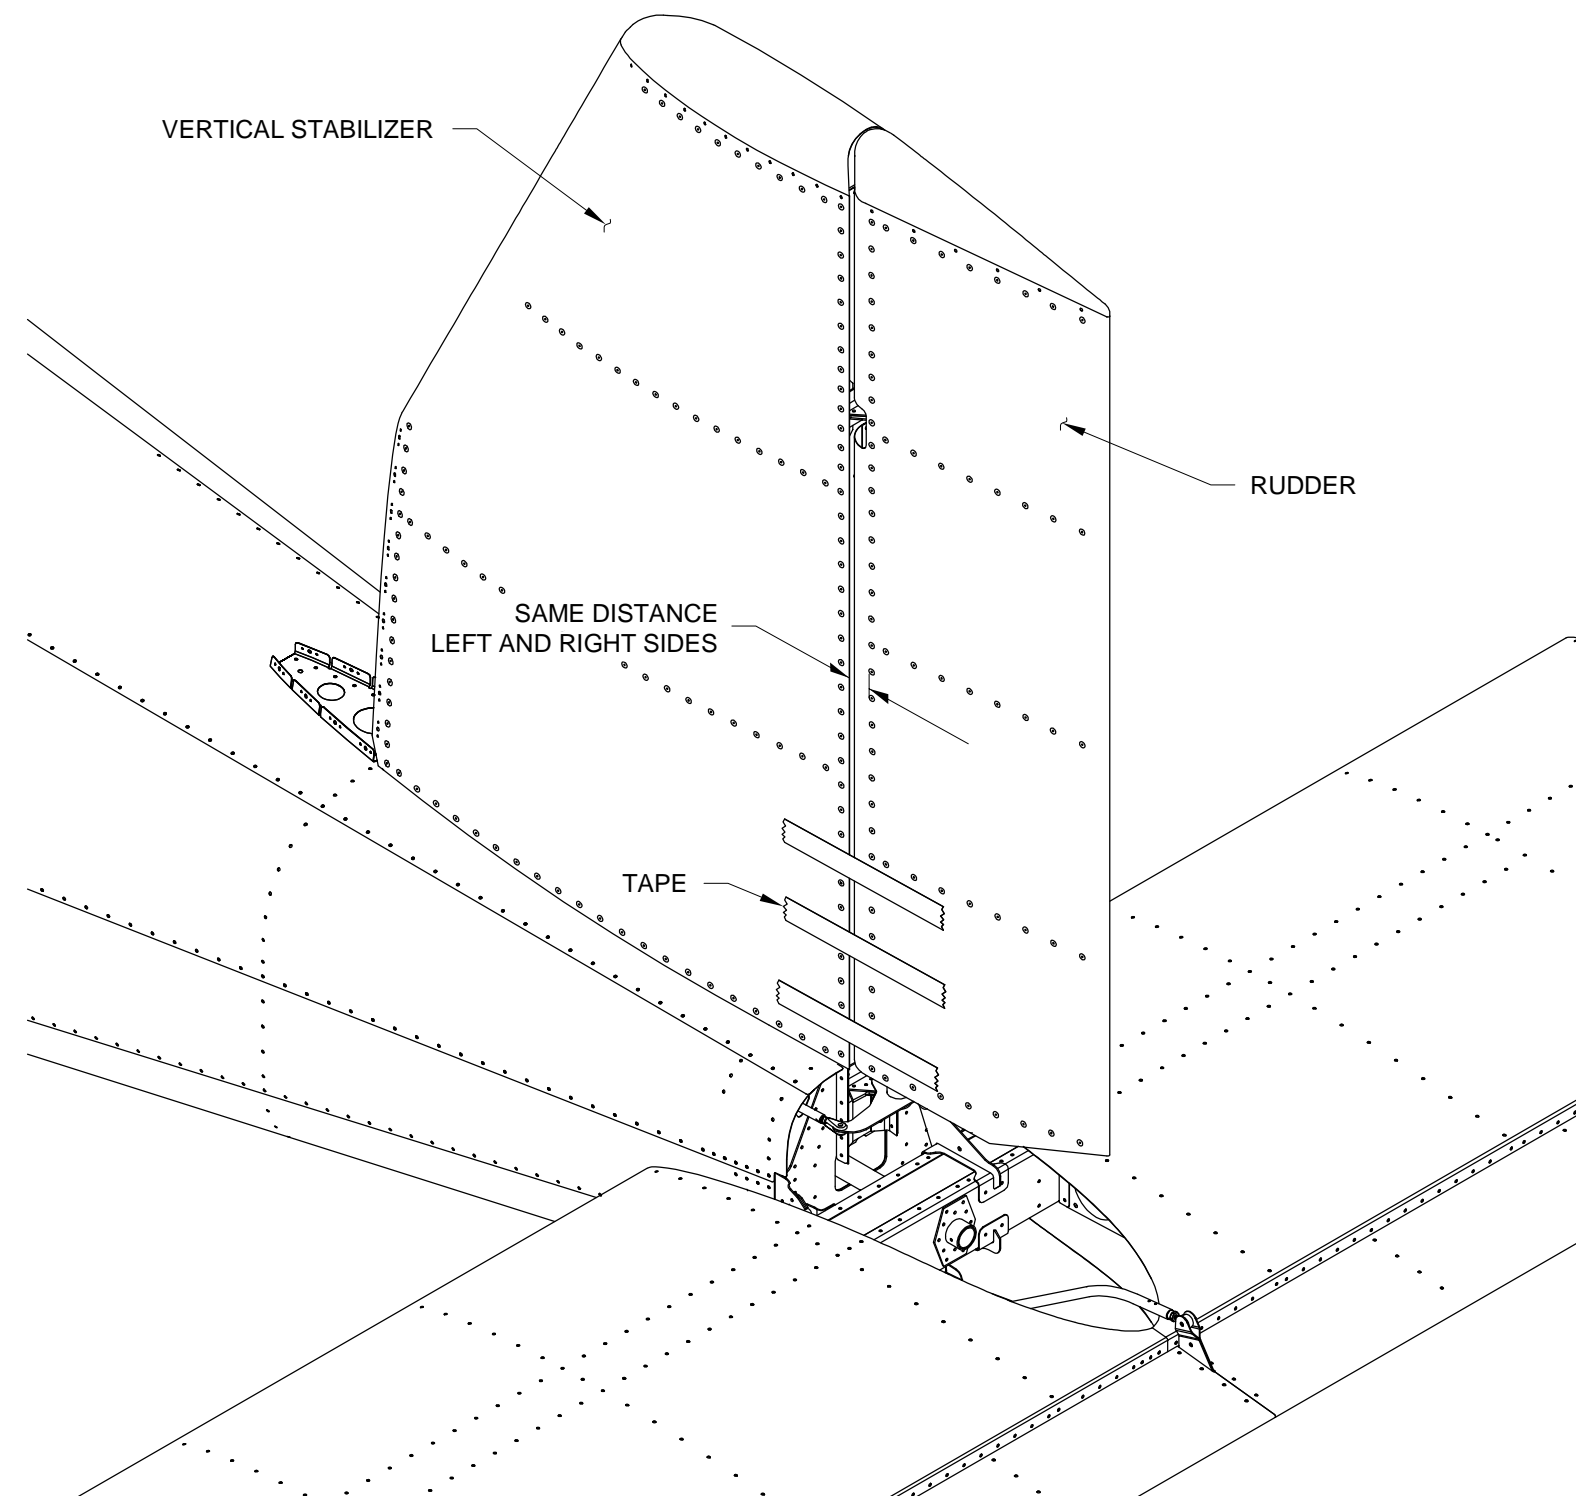 VERTICAL STABILIZER
RUDDER
SAME DISTANCE
LEFT AND RIGHT SIDES
TAPE